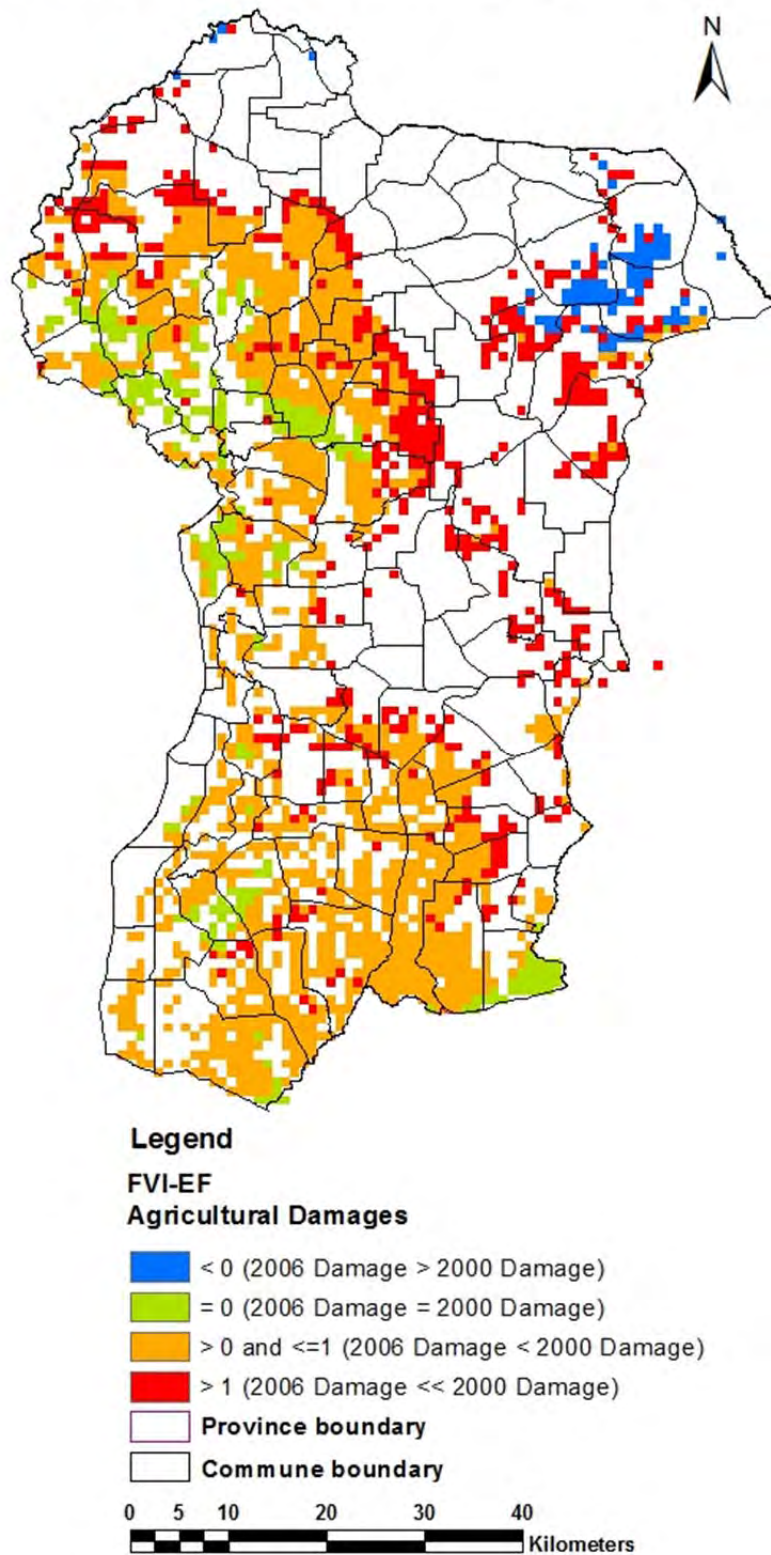 N
Legend
FVI-EF
Agricultural Damages
< 0 (2006 Damage > 2000 Damage)
= 0 (2006 Damage = 2000 Damage)
> 0 and <=1 (2006 Damage < 2000 Damage)
> 1 (2006 Damage << 2000 Damage)
Province boundary
Commune boundary
0 5 10 20 30 40
Kilometers